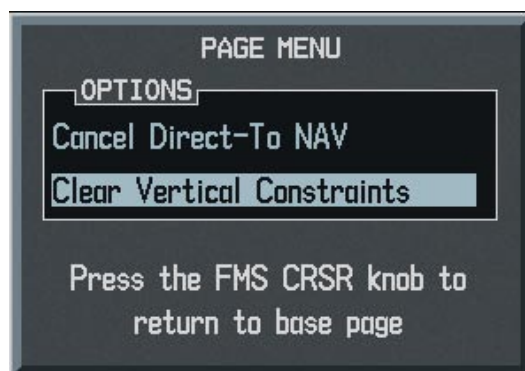 PAGE MENU
OPTIONS
Cancel Direct-To NAV
Clear Vertical Constraints
Press the FMS CRSR knob to
return to base page